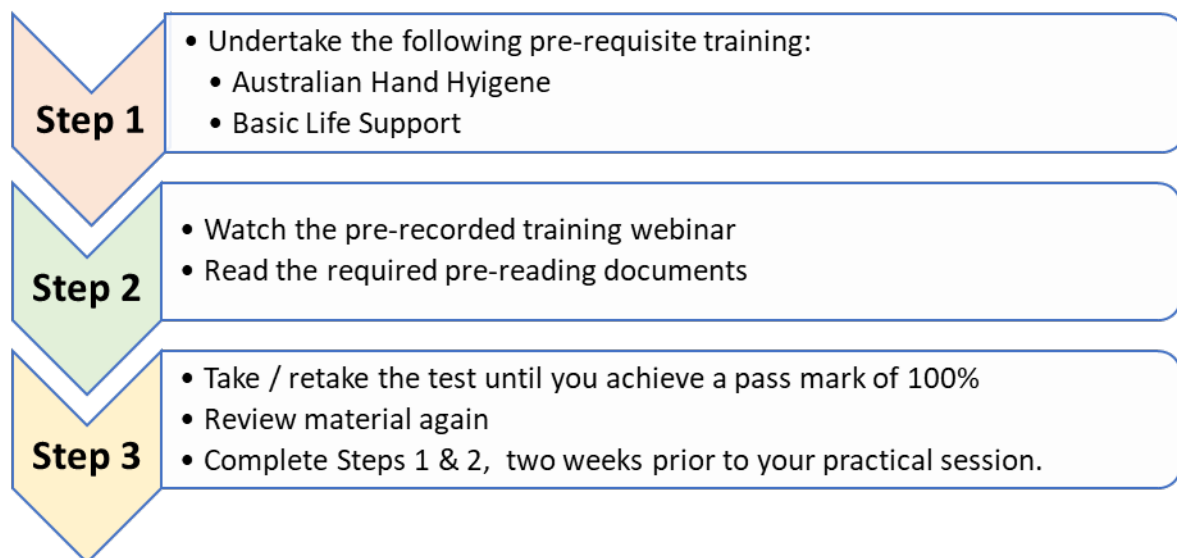 Step 1
• Undertake the following pre-requisite training:
• Australian Hand Hyigene
• Basic Life Support
Step 2
• Watch the pre-recorded training webinar
• Read the required pre-reading documents
Step 3
• Take / retake the test until you achieve a pass mark of 100%
• Review material again
• Complete Steps 1 & 2,  two weeks prior to your practical session.